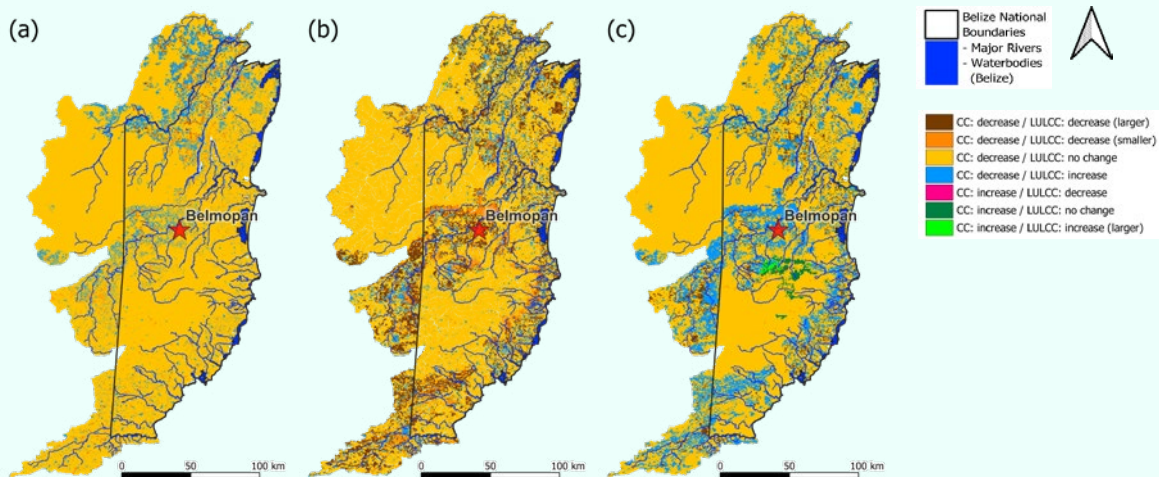 (a)
(b)
(c)
Belize National
Boundaries
- Major Rivers
- Waterbodies
(Belize)
CC: decrease / LULCC: decrease (larger)
CC: decrease / LULCC: decrease (smaller)
CC: decrease / LULCC: no change
CC: decrease / LULCC: increase
CC: increase / LULCC: decrease
CC: increase / LULCC: no change
CC: increase / LULCC: increase (larger)
Belmopan
Belmopan
Belmopan
0 50 100 km
0 50 100 km
0 50 100 km